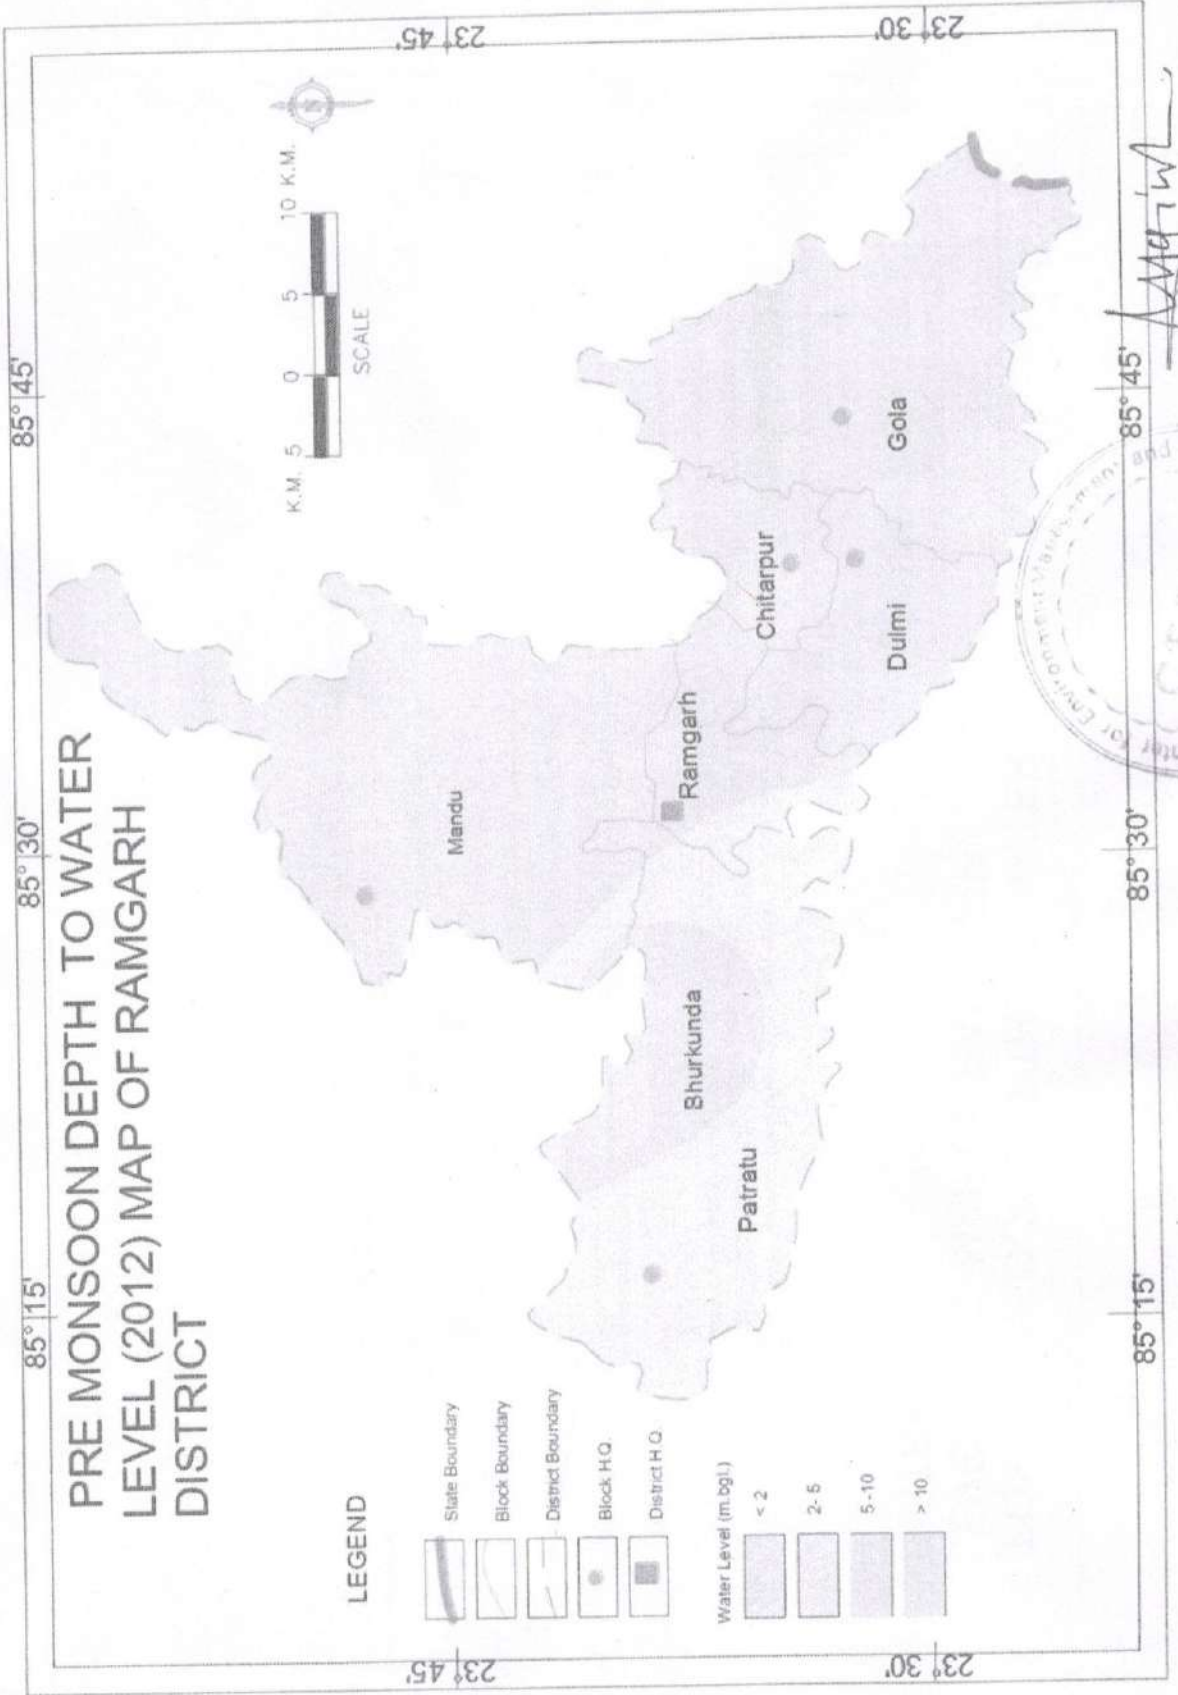 PRE MONSOON DEPTH TO WATER
LEVEL (2012) MAP OF RAMGARH
DISTRICT
85° 15'
85° 30'
85° 45'
23° 45'
23° 30'
K.M. 5 0 5 10 K.M.
SCALE
N
Mandu
Ramgarh
Chitarpur
Gola
Dulmi
Bhurkunda
Patratu
LEGEND
State Boundary
Block Boundary
District Boundary
Block H.Q.
District H.Q.
Water Level (m.bgl.)
< 2
2- 5
5 -10
> 10
23° 45'
23° 30'
85° 15'
85° 30'
85° 45'
for Environment